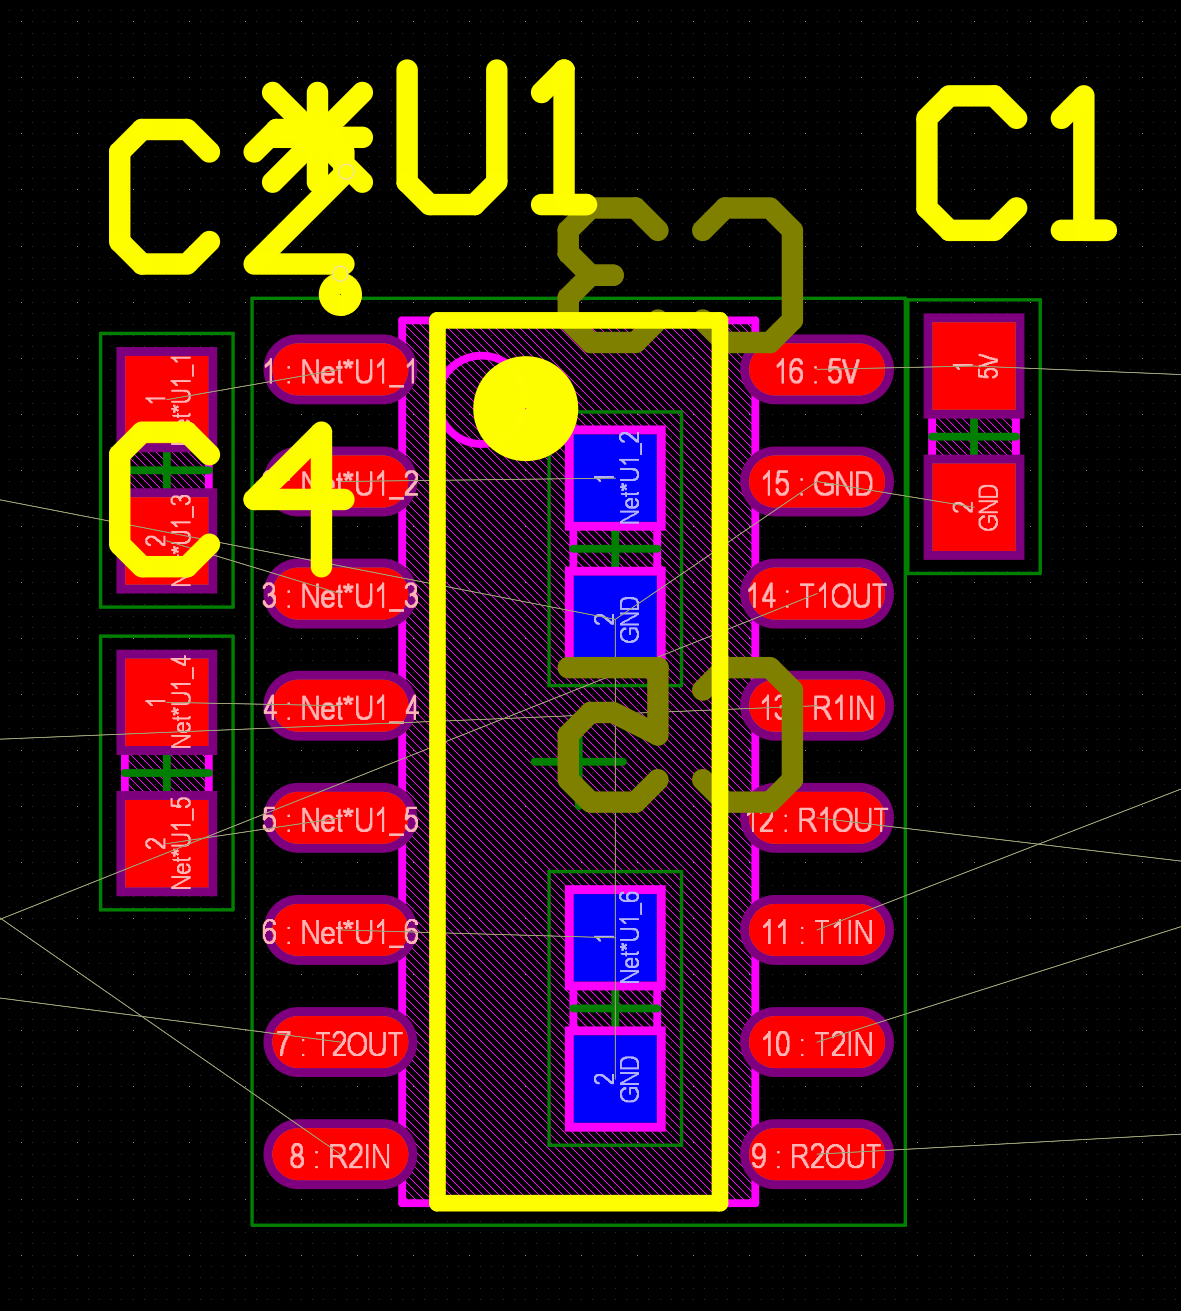 C2
*
U1
C1
C3
1 : Net*U1_1
16 : 5V
1
Net*U1_1
1
5V
C4
Net*U1_2
1
Net*U1_2
15 : GND
2
GND
2
Net*U1_3
3 : Net*U1_3
2
GND
14 : T1OUT
C5
1
Net*U1_4
4 : Net*U1_4
13 R1IN
2
Net*U1_5
5 : Net*U1_5
12 : R1OUT
6 : Net*U1_6
1
Net*U1_6
11 : T1IN
7 : T2OUT
2
GND
10 : T2IN
8 : R2IN
9 : R2OUT